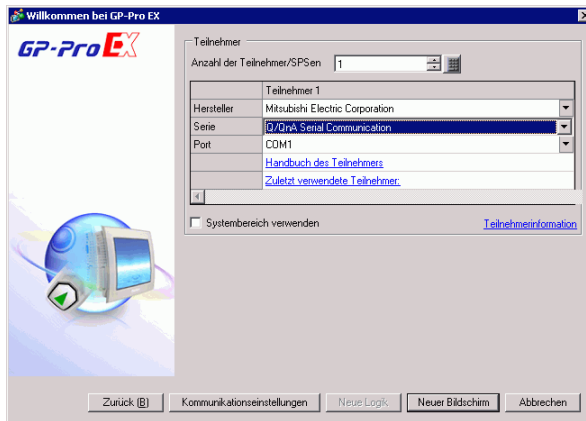 Willkommen bei GP-Pro EX
GP-Pro EX
Teilnehmer
Anzahl der Teilnehmer/SPSen 1
Teilnehmer 1
Hersteller Mitsubishi Electric Corporation
Serie Q/QnA Serial Communication
Port COM1
Handbuch des Teilnehmers
Zuletzt verwendete Teilnehmer:
Systembereich verwenden Teilnehmerinformation
Zurück (B) Kommunikationseinstellungen Neue Logik Neuer Bildschirm Abbrechen